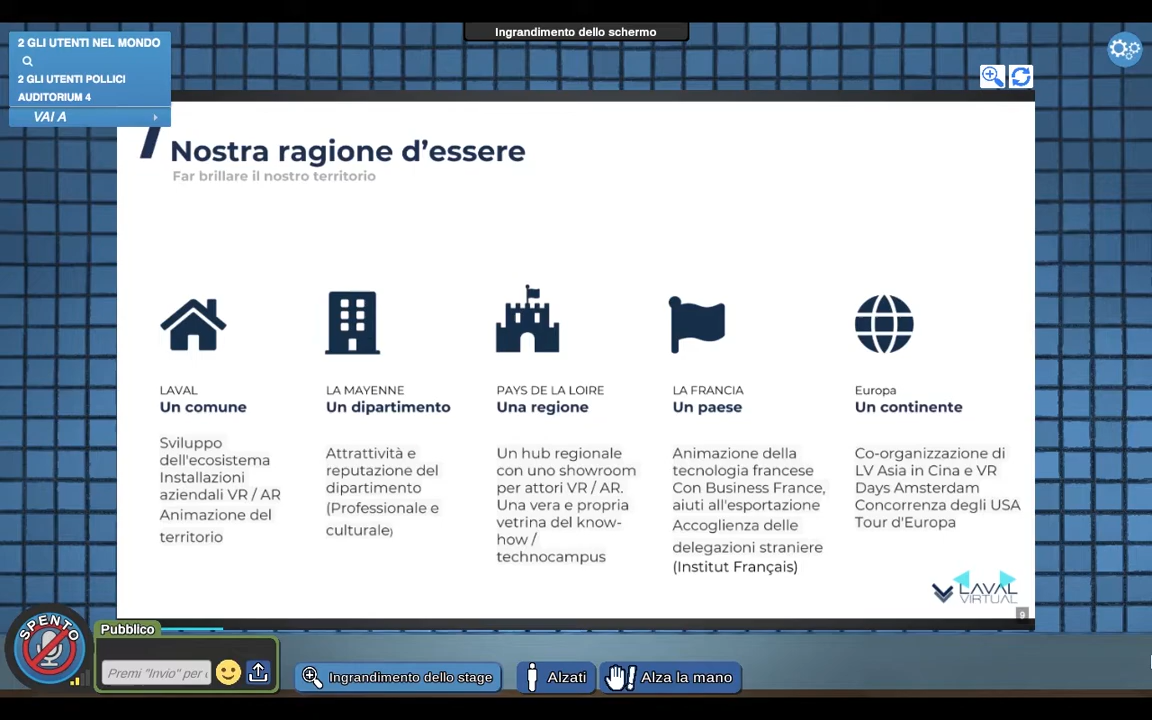 Ingrandimento dello schermo
2 GLI UTENTI NEL MONDO
2 GLI UTENTI POLLICI
AUDITORIUM 4
VAI A
Nostra ragione d'essere
Far brillare il nostro territorio
LAVAL
Un comune
Sviluppo
dell'ecosistema
Installazioni
aziendali VR / AR
Animazione del
territorio
LA MAYENNE
Un dipartimento
Attrattività e
reputazione del
dipartimento
(Professionale e
culturale)
PAYS DE LA LOIRE
Una regione
Un hub regionale
con uno showroom
per attori VR / AR.
Una vera e propria
vetrina del know-
how /
technocampus
LA FRANCIA
Un paese
Animazione della
tecnologia francese
Con Business France,
aiuti all'esportazione
Accoglienza delle
delegazioni straniere
(Institut Français)
Europa
Un continente
Co-organizzazione di
LV Asia in Cina e VR
Days Amsterdam
Concorrenza degli USA
Tour d'Europa
LAVAL
VIRTUAL
9
SPENTO
Pubblico
Premi "Invio" per
Ingrandimento dello stage
Alzati
Alza la mano